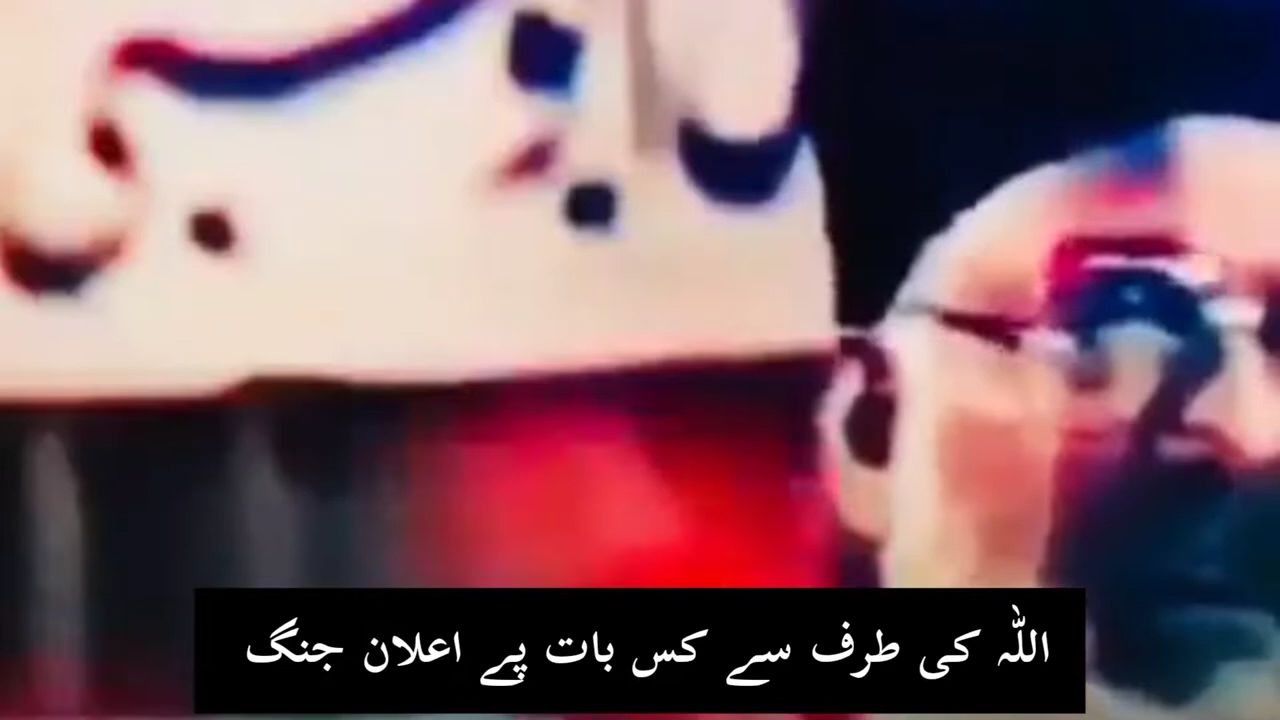 اللہ کی طرف سے کس بات پے اعلان جنگ